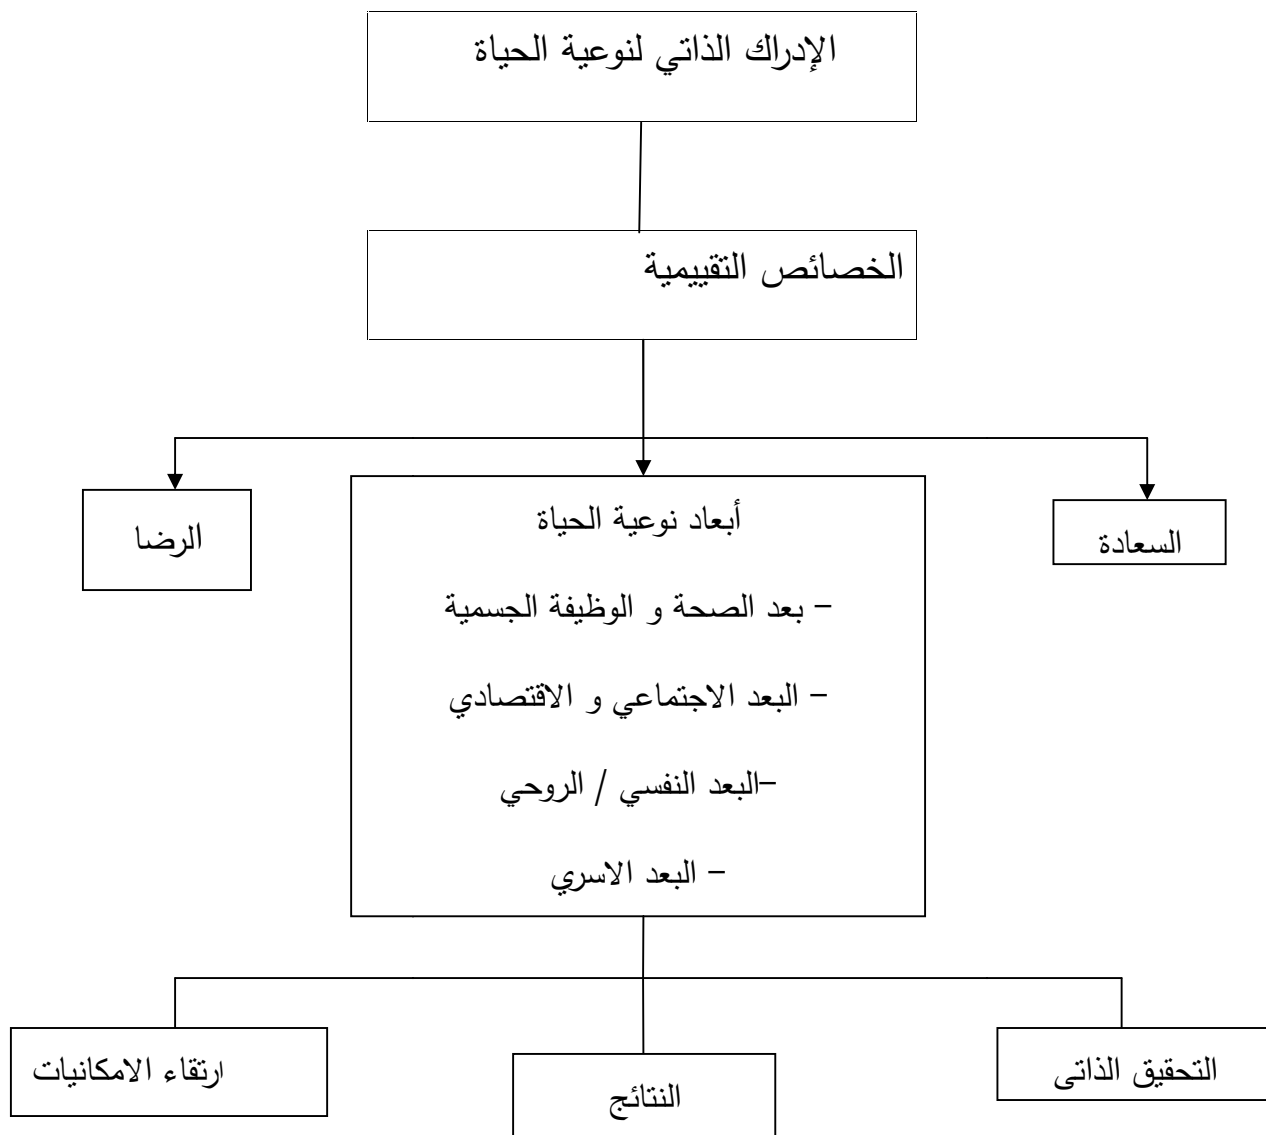 الإدراك الذاتي لنوعية الحياة
الخصائص التقييمية
السعادة
أبعاد نوعية الحياة
– بعد الصحة و الوظيفة الجسمية
– البعد الاجتماعي و الاقتصادي
–البعد النفسي / الروحي
– البعد الاسري
الرضا
التحقيق الذاتى
النتائج
ارتقاء الامكانيات